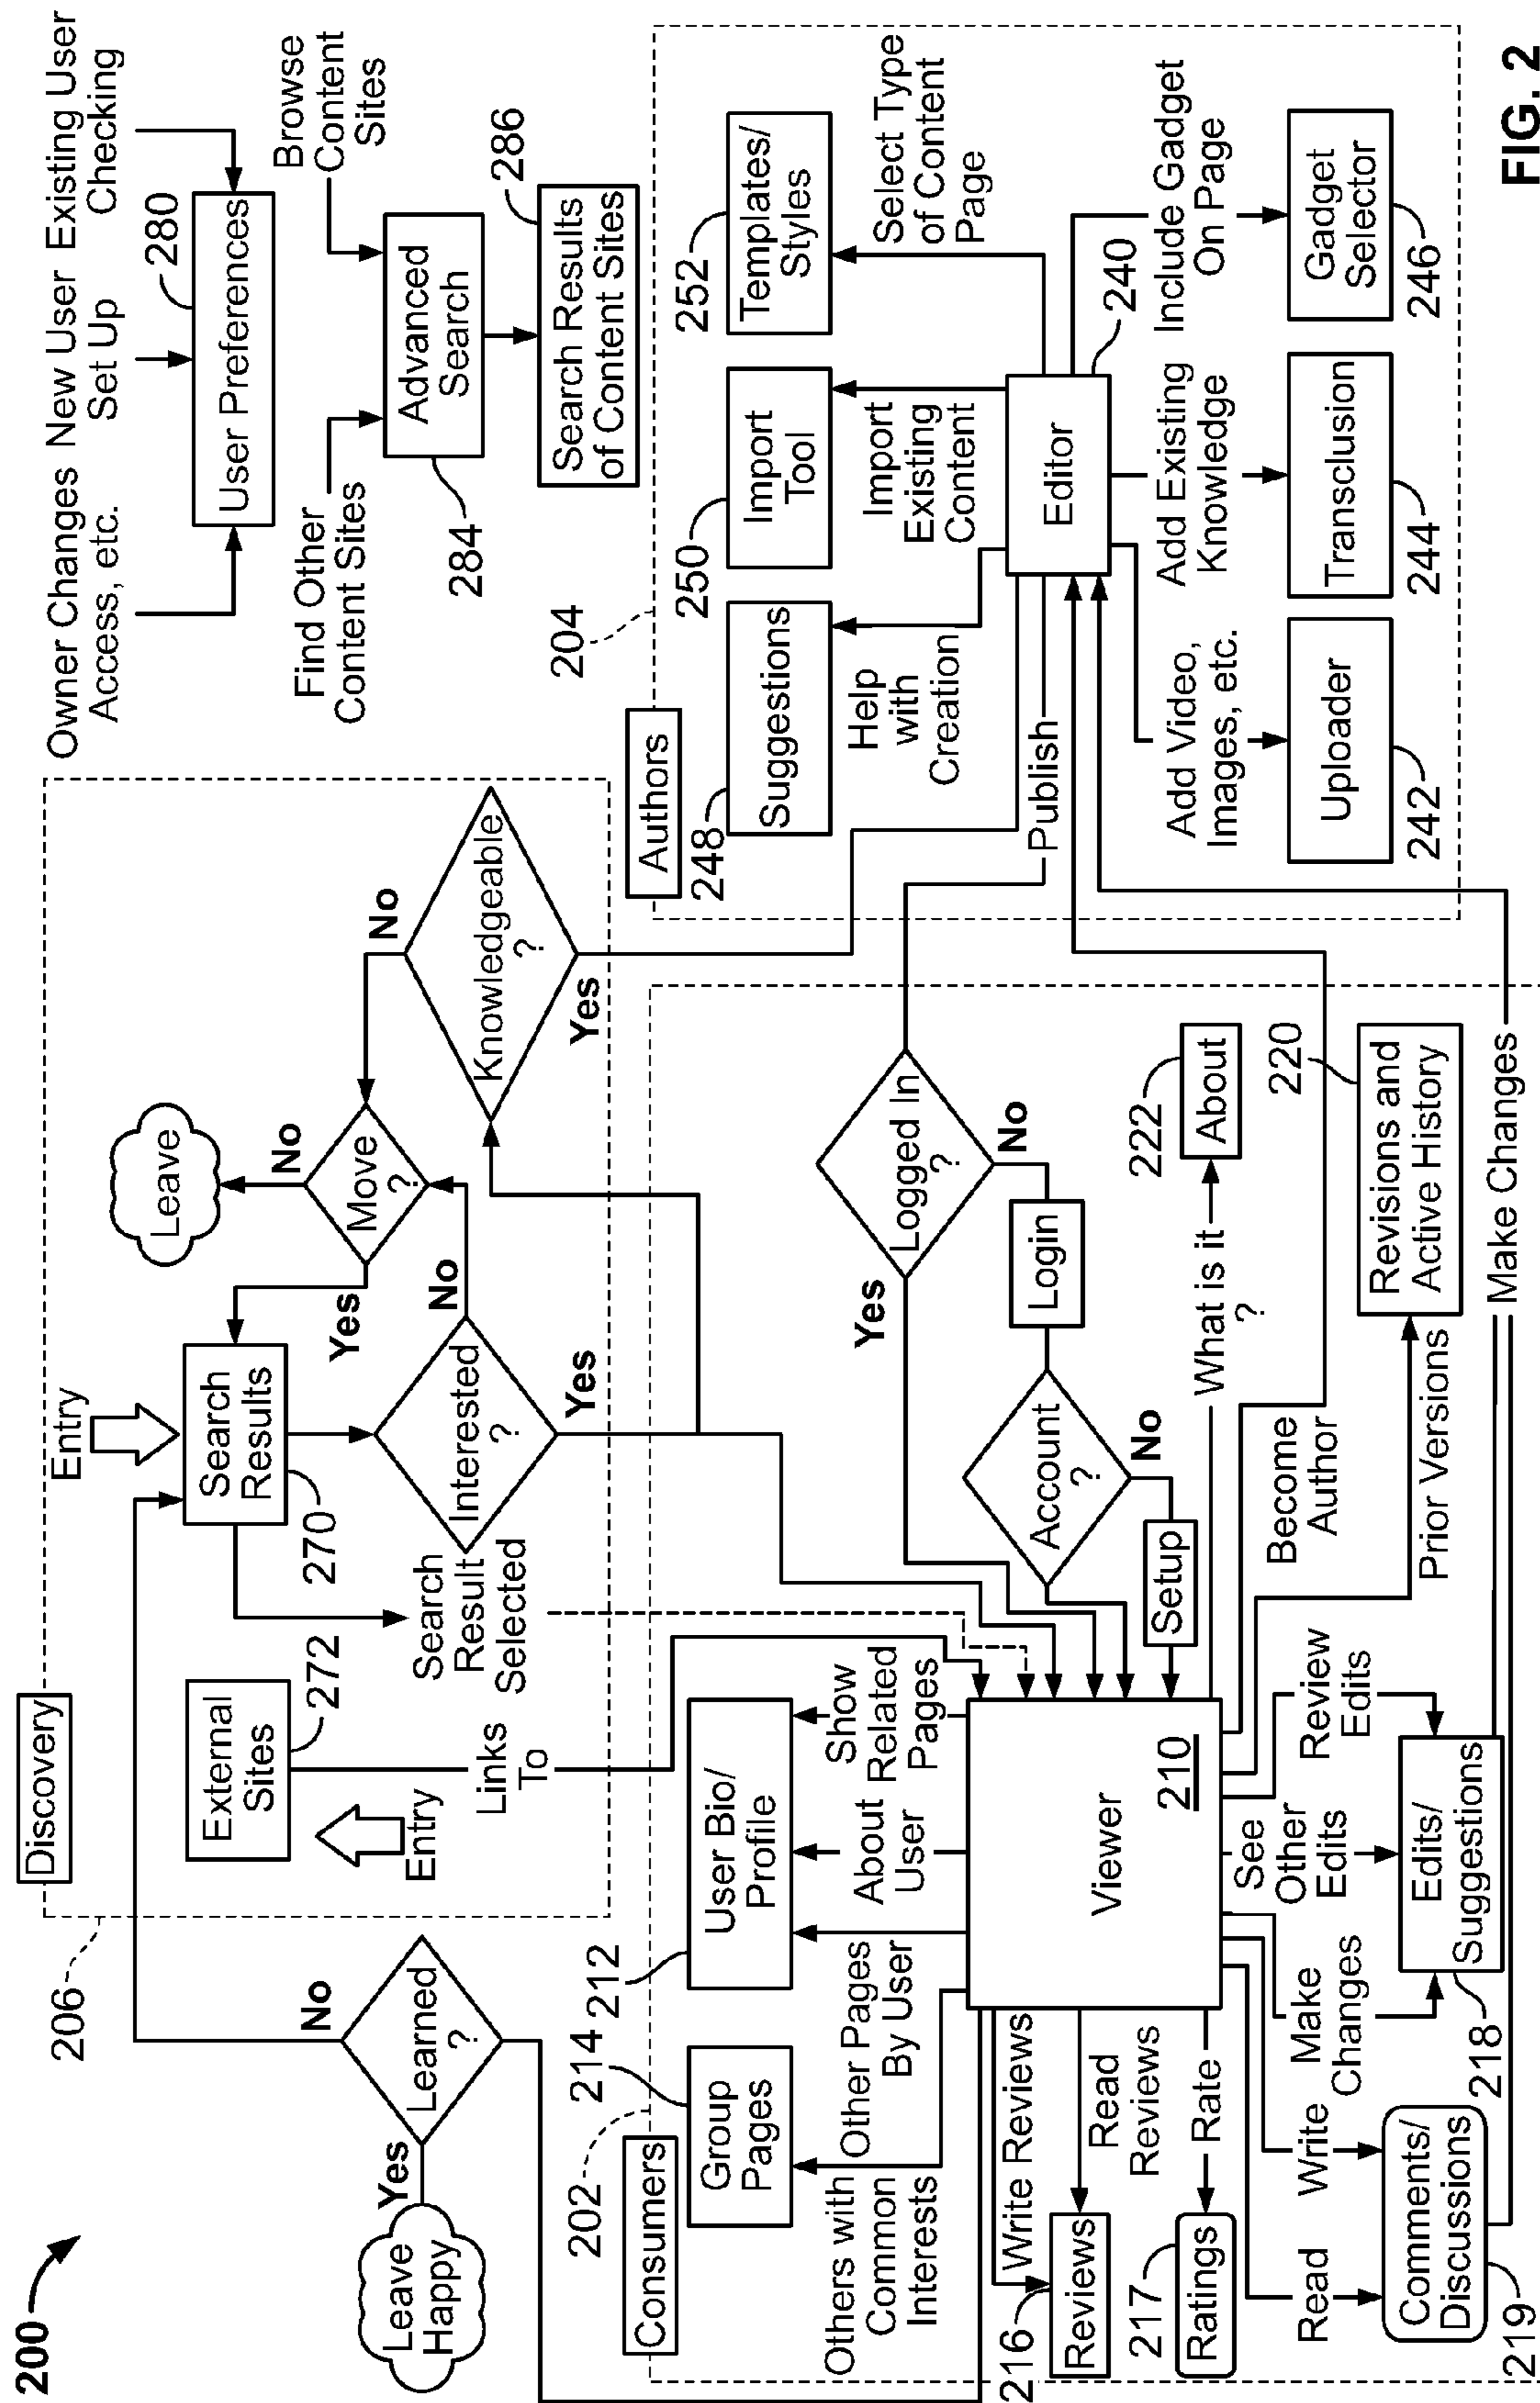 200
Leave
Happy
Yes
Learned
?
No
206
Discovery
External
Sites
272
Entry
Links
To
Entry
Search
Results
270
Search
Result
Selected
Interested
?
Yes
No
Yes
Move
?
No
Leave
No
Knowledgeable
?
Yes
Owner Changes
Access, etc.
New User
Set Up
Existing User
Checking
280
User Preferences
Find Other
Content Sites
Browse
Content
Sites
284
Advanced
Search
286
Search Results
of Content Sites
202
Consumers
214
Group
Pages
212
User Bio/
Profile
Others with
Common
Interests
Other Pages
By User
About
User
Show
Related
Pages
Viewer
210
Write Reviews
216
Reviews
Read
Reviews
217
Ratings
Rate
Read
Write
Comments/
Discussions
219
Make
Changes
See
Other
Edits
Review
Edits
Edits/
Suggestions
218
Logged In
?
Yes
No
Login
Account
?
No
Setup
What is it
?
222
About
Become
Author
Prior Versions
220
Revisions and
Active History
Make Changes
204
Authors
248
Suggestions
250
Import
Tool
252
Templates/
Styles
Help
with
Creation
Import
Existing
Content
Select Type
of Content
Page
Publish
Editor
240
Add Video,
Images, etc.
Add Existing
Knowledge
Include Gadget
On Page
Uploader
242
Transclusion
244
Gadget
Selector
246
FIG. 2